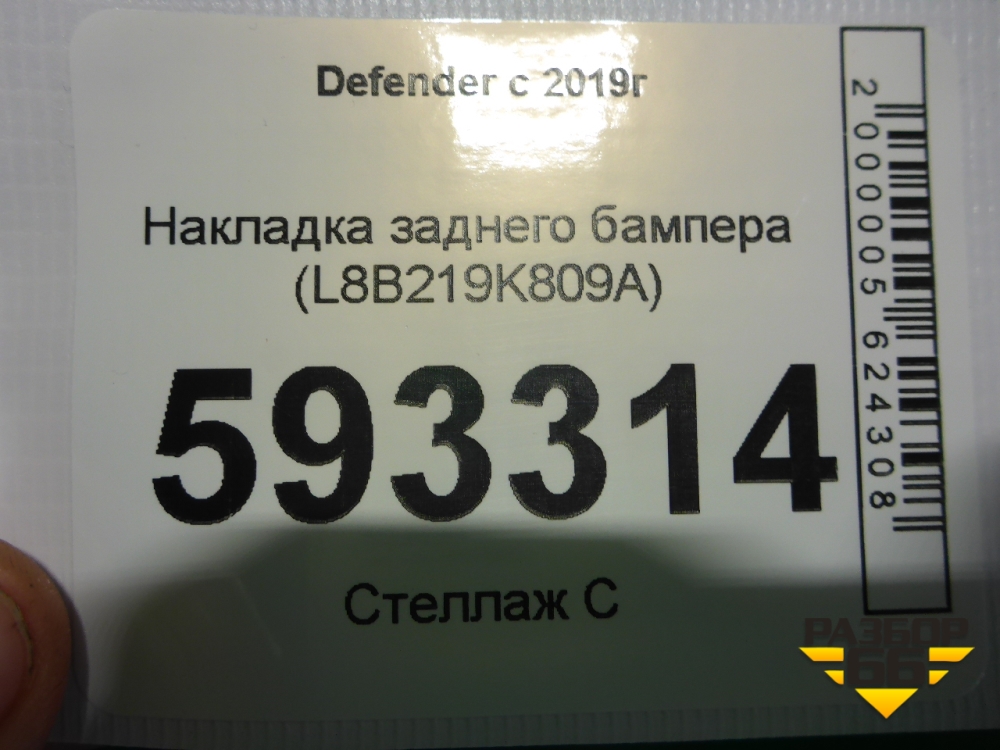 Defender с 2019г
Накладка заднего бампера
(L8B219K809A)
593314
Стеллаж С
2000005624308
РАЗБОР
66